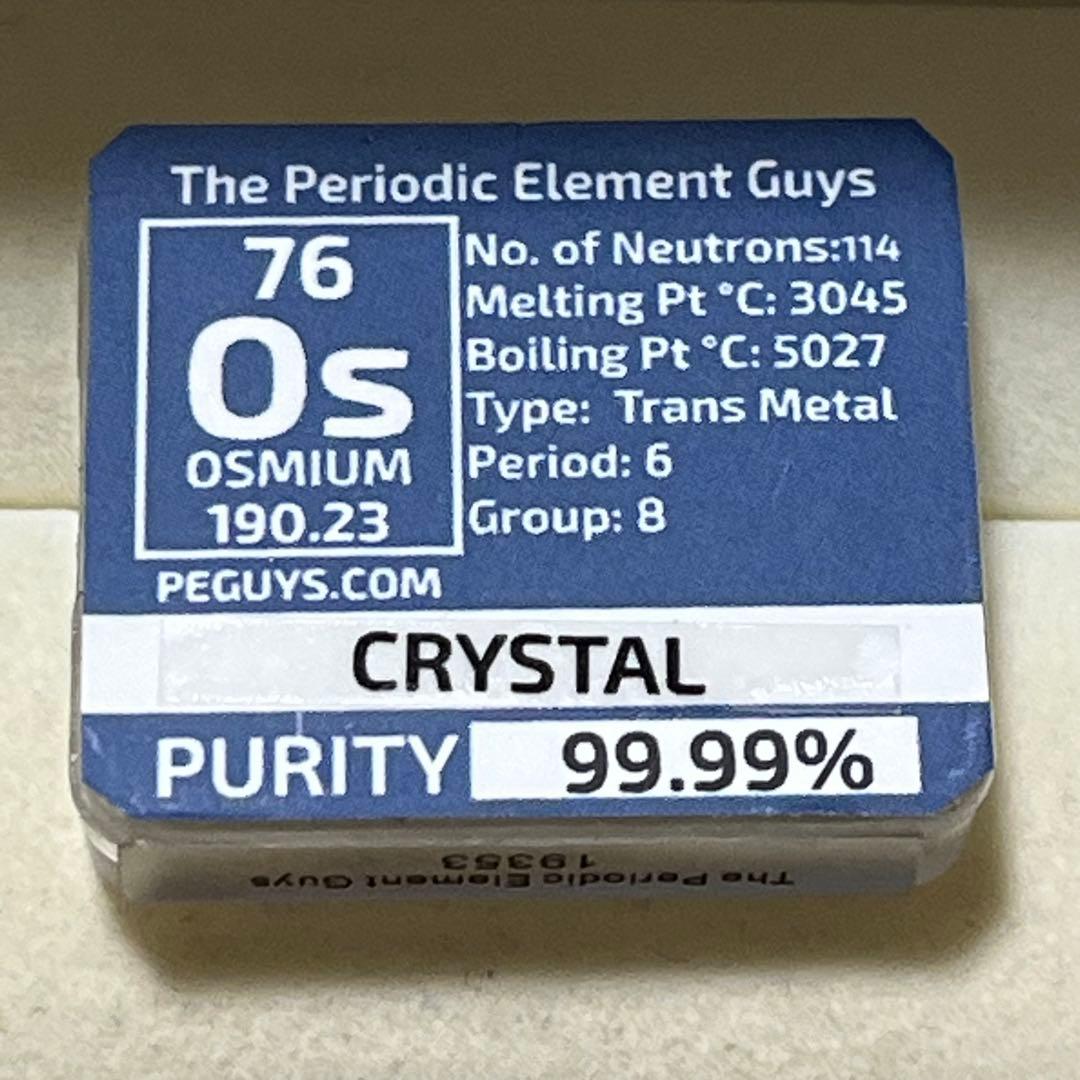 The Periodic Element Guys
76
Os
OSMIUM
190.23
PEGUYS.COM
No. of Neutrons:114
Melting Pt °C: 3045
Boiling Pt °C: 5027
Type: Trans Metal
Period: 6
Group: 8
CRYSTAL
PURITY 99.99%
The Periodic Element Guys
19353